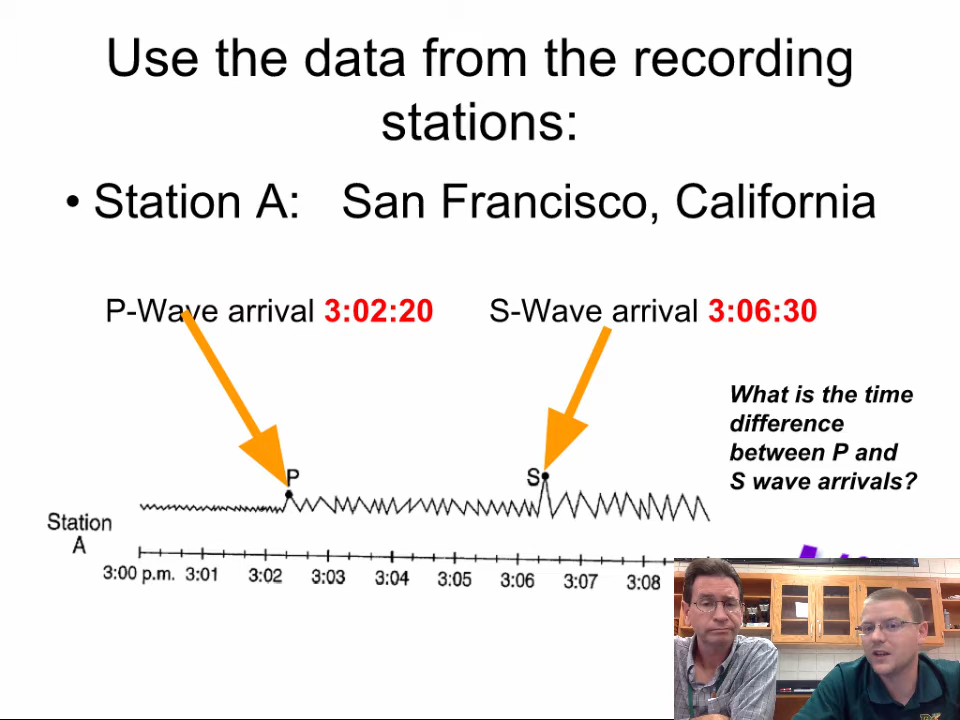 Use the data from the recording
stations:
• Station A: San Francisco, California
P-Wave arrival 3:02:20 S-Wave arrival 3:06:30
What is the time
difference
between P and
S wave arrivals?
P
S
Station
A
3:00 p.m. 3:01 3:02 3:03 3:04 3:05 3:06 3:07 3:08